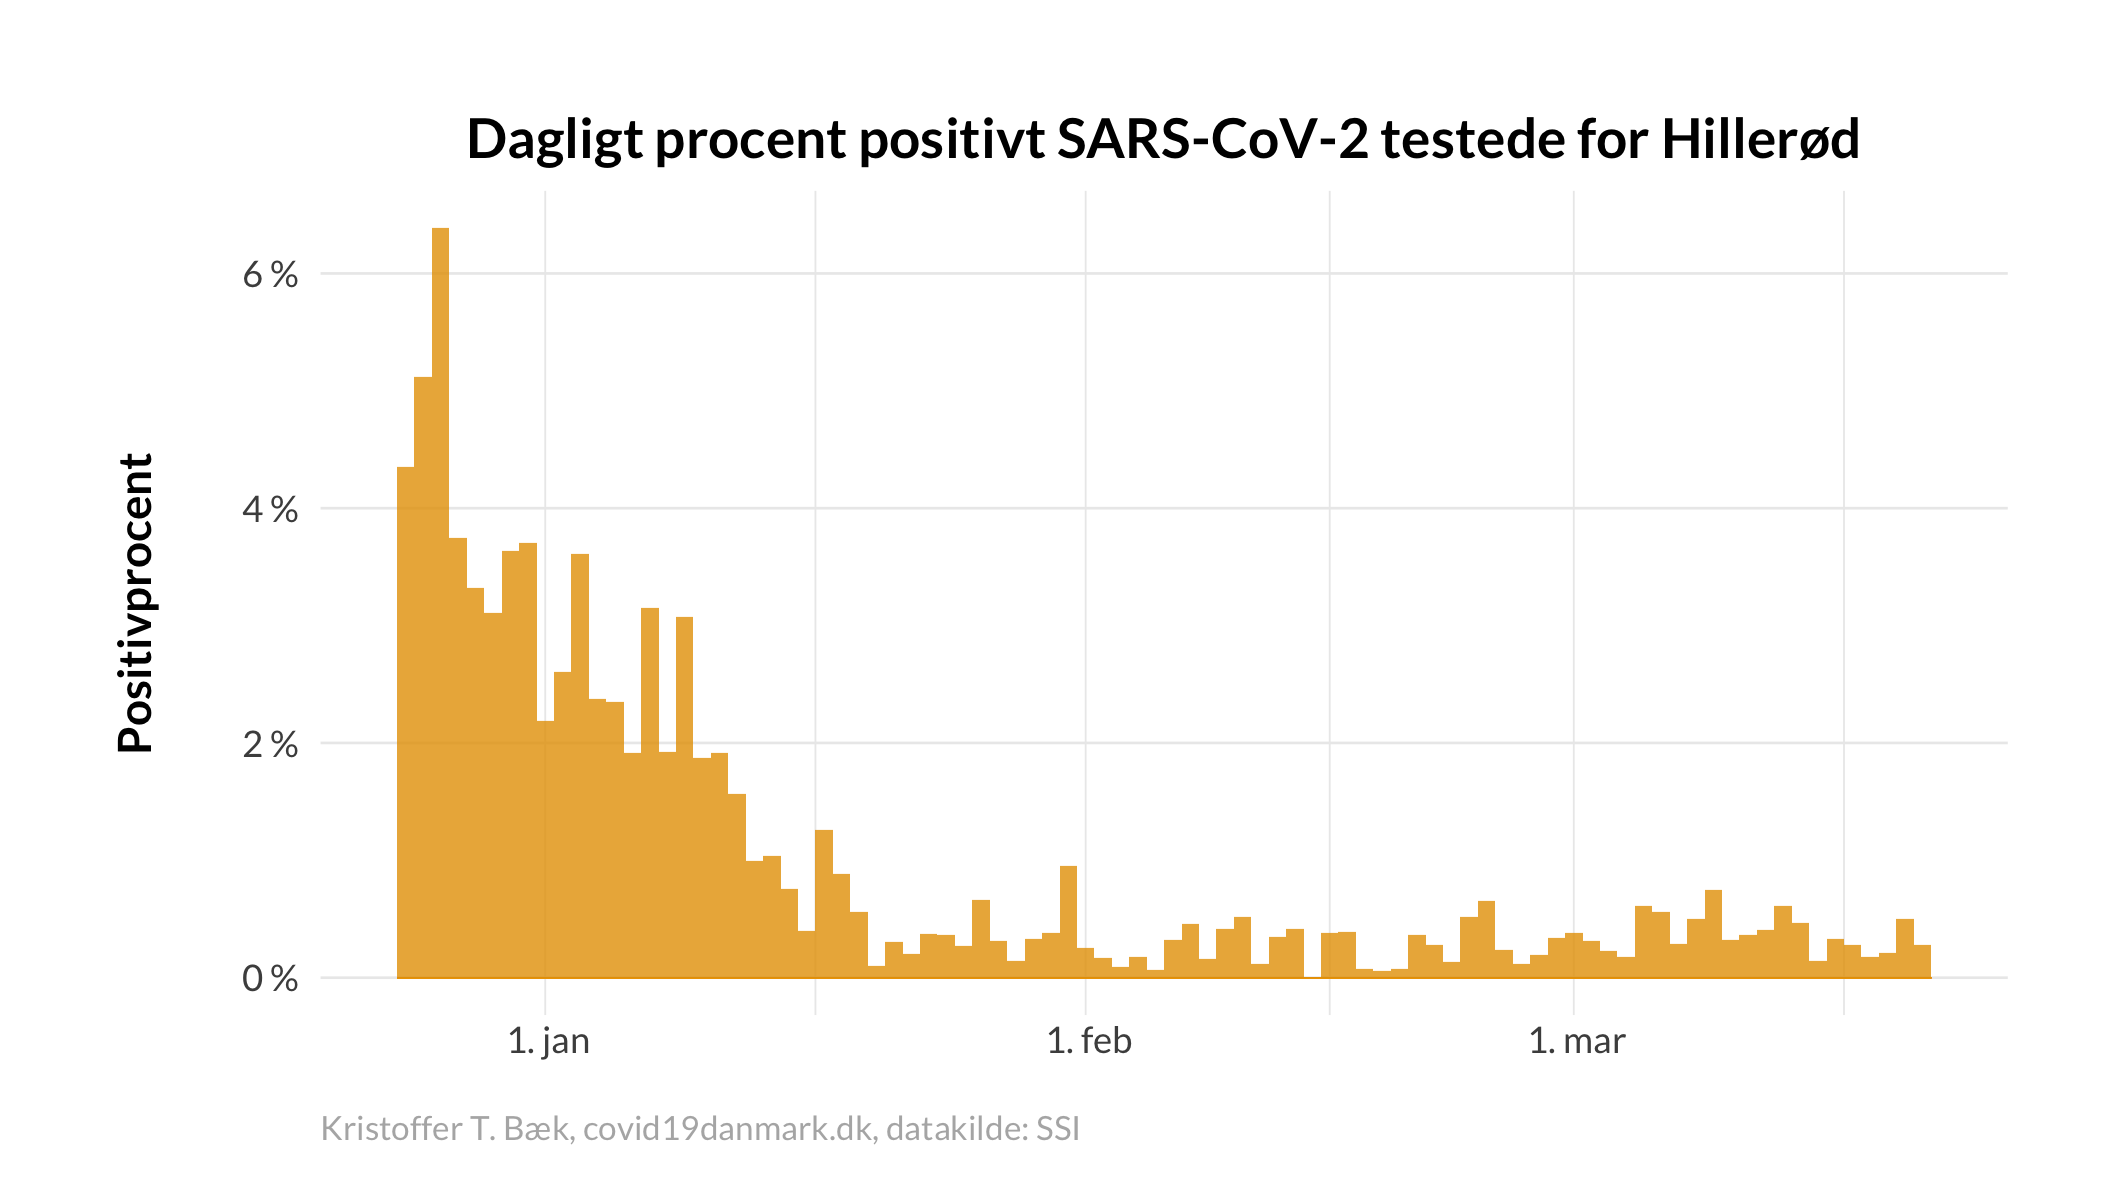 Dagligt procent positivt SARS-CoV-2 testede for Hillerød
Positivprocent
6 %
4 %
2 %
0 %
1. jan
1. feb
1. mar
Kristoffer T. Bæk, covid19danmark.dk, datakilde: SSI